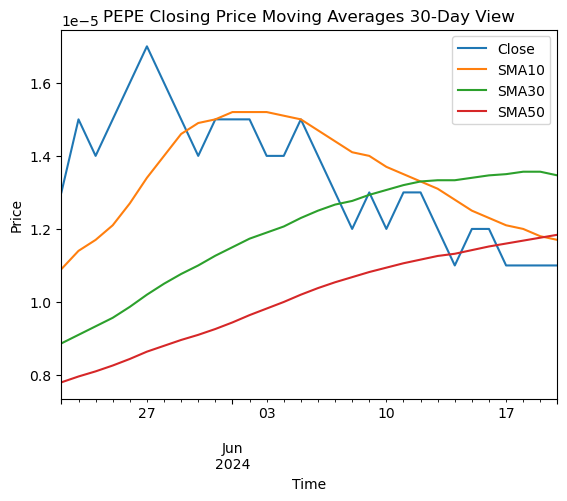 PEPE Closing Price Moving Averages 30-Day View
1e−5
Close
SMA10
SMA30
SMA50
1.6
1.4
1.2
1.0
0.8
Price
27
03
10
17
Jun
2024
Time